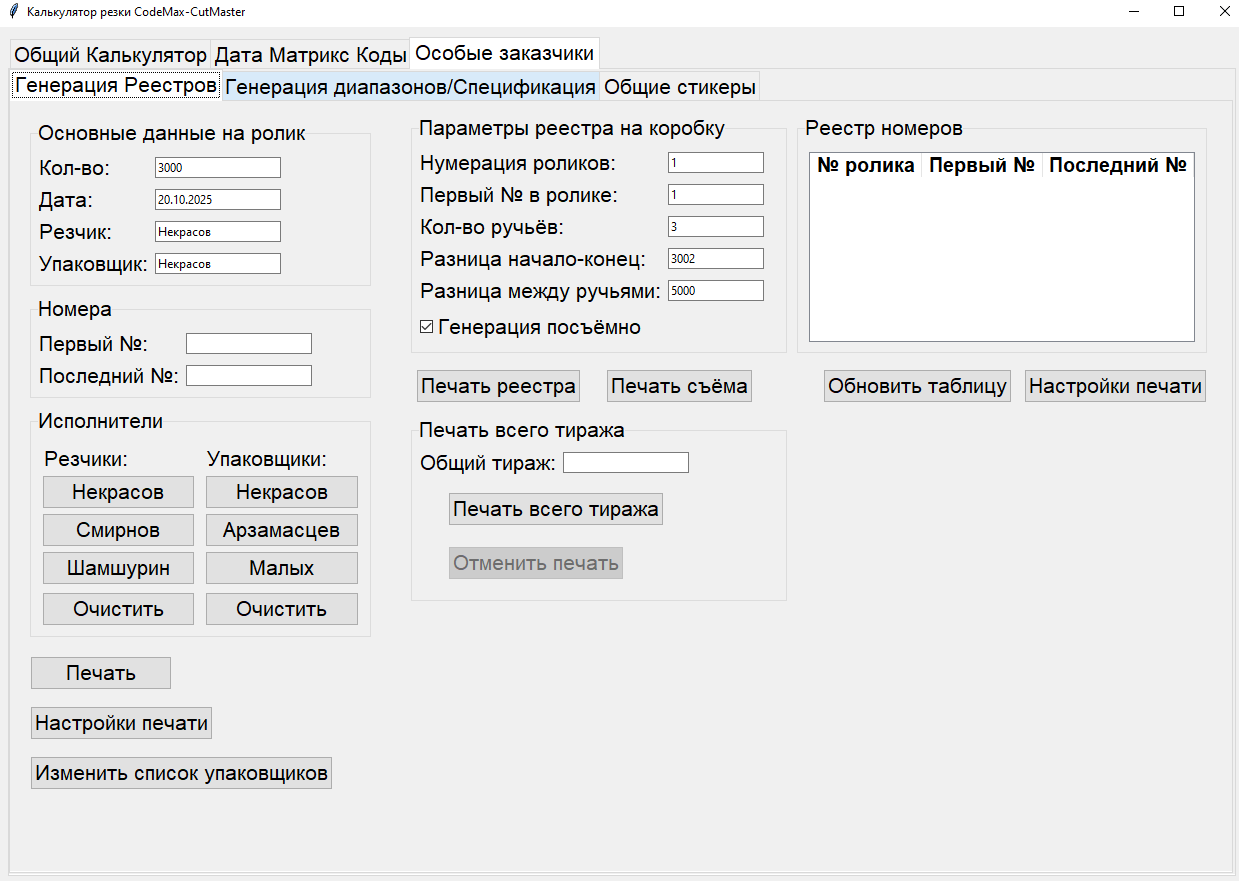 Калькулятор резки CodeMax-CutMaster
Общий Калькулятор Дата Матрикс Коды Особые заказчики
Генерация Реестров Генерация диапазонов/Спецификация Общие стикеры
Основные данные на ролик
Кол-во: 3000
Дата: 20.10.2025
Резчик: Некрасов
Упаковщик: Некрасов
Номера
Первый №:
Последний №:
Исполнители
Резчики: Упаковщики:
Некрасов Некрасов
Смирнов Арзамасцев
Шамшурин Малых
Очистить Очистить
Печать
Настройки печати
Изменить список упаковщиков
Параметры реестра на коробку
Нумерация роликов: 1
Первый № в ролике: 1
Кол-во ручьёв: 3
Разница начало-конец: 3002
Разница между ручьями: 5000
Генерация посъёмно
Печать реестра Печать съёма
Печать всего тиража
Общий тираж:
Печать всего тиража
Отменить печать
Реестр номеров
№ ролика Первый № Последний №
Обновить таблицу Настройки печати